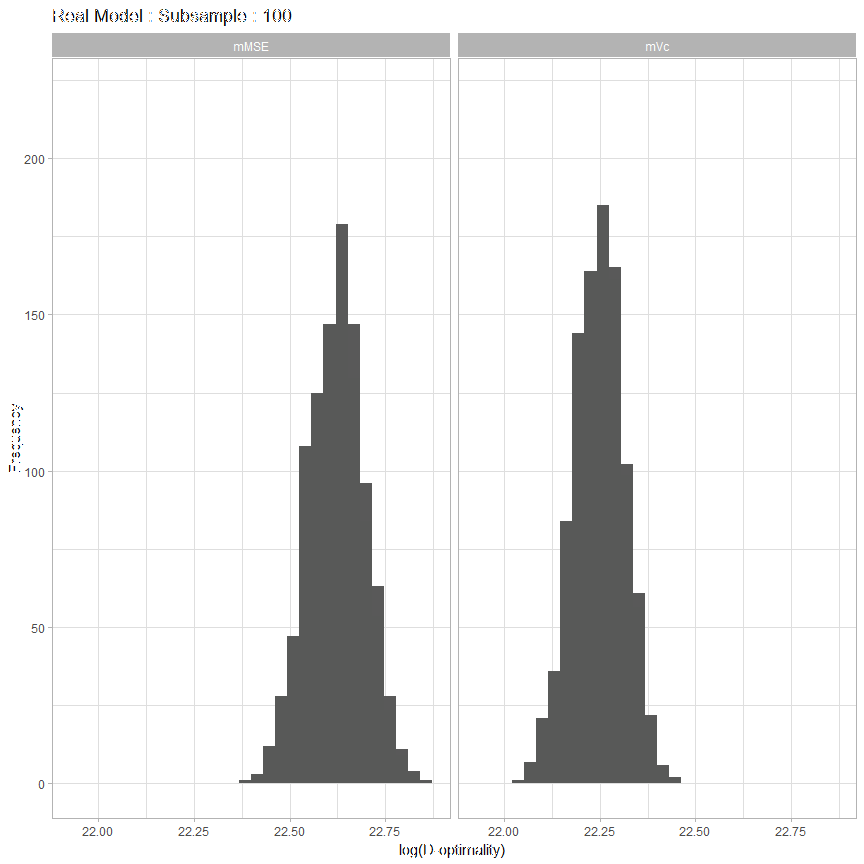 Real Model : Subsample : 100
mMSE mVc
200
150
100
50
0
Frequency
22.00 22.25 22.50 22.75 22.00 22.25 22.50 22.75
log(D-optimality)